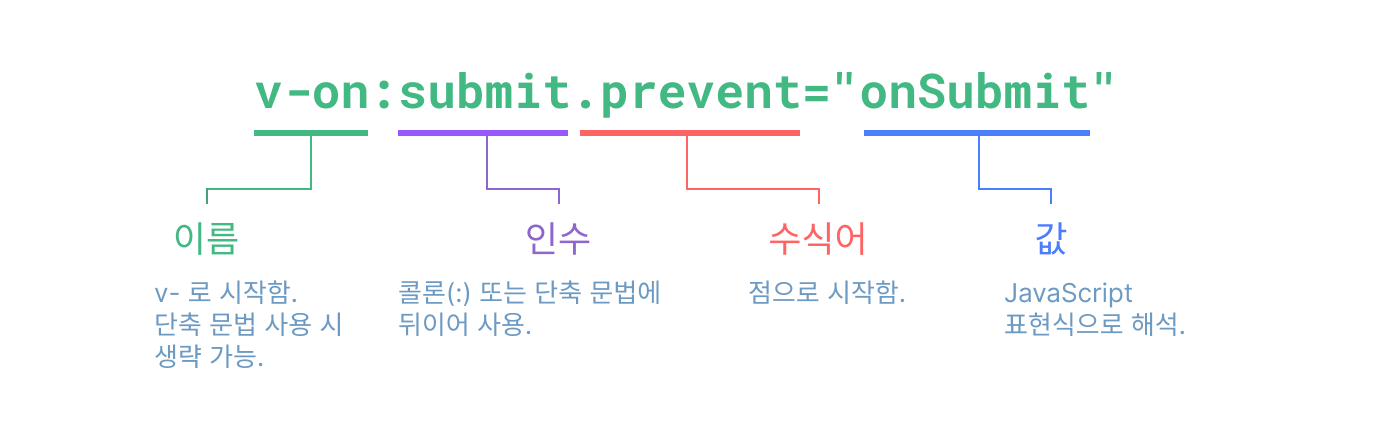 v-on:submit.prevent="onSubmit"
이름
인수
수식어
값
v- 로 시작함.
단축 문법 사용 시
생략 가능.
콜론(:) 또는 단축 문법에
뒤이어 사용.
점으로 시작함.
JavaScript
표현식으로 해석.